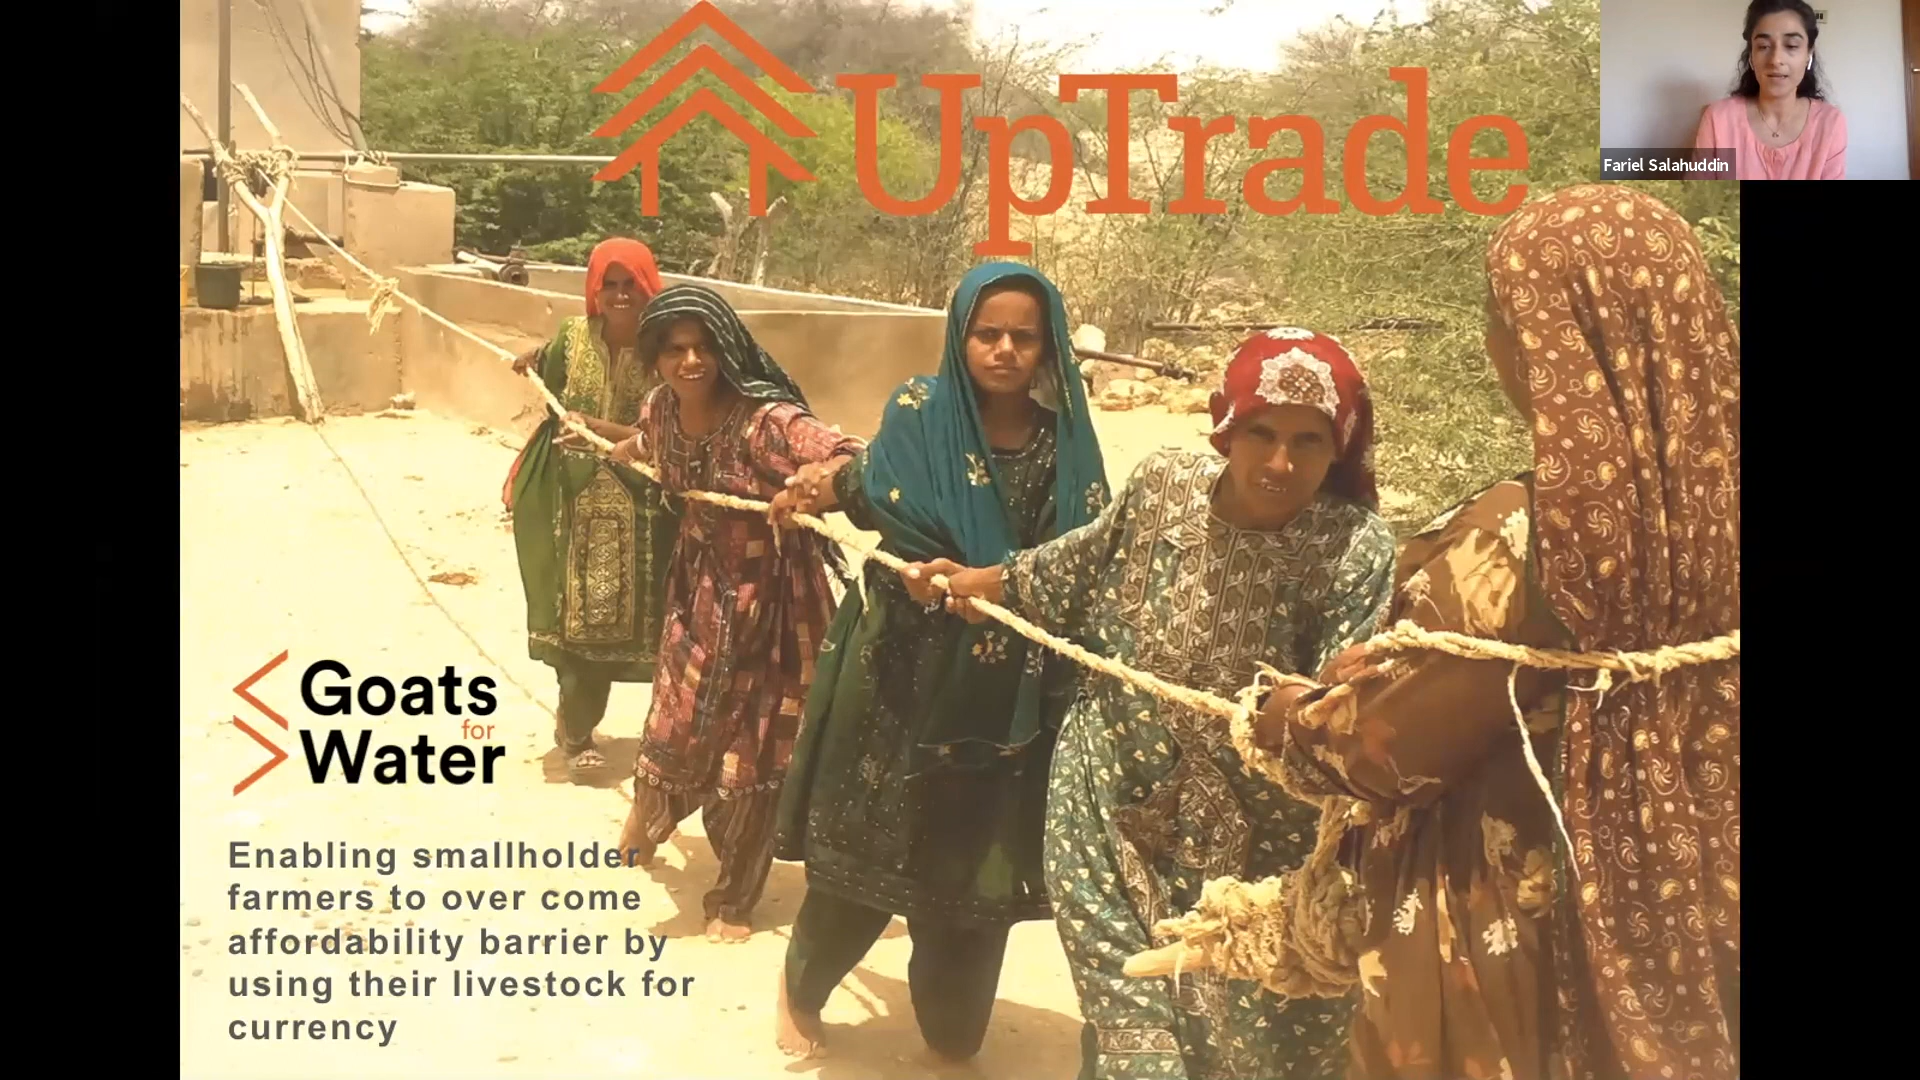 UpTrade
Fariel Salahuddin
Goats
for
Water
Enabling smallholder
farmers to over come
affordability barrier by
using their livestock for
currency